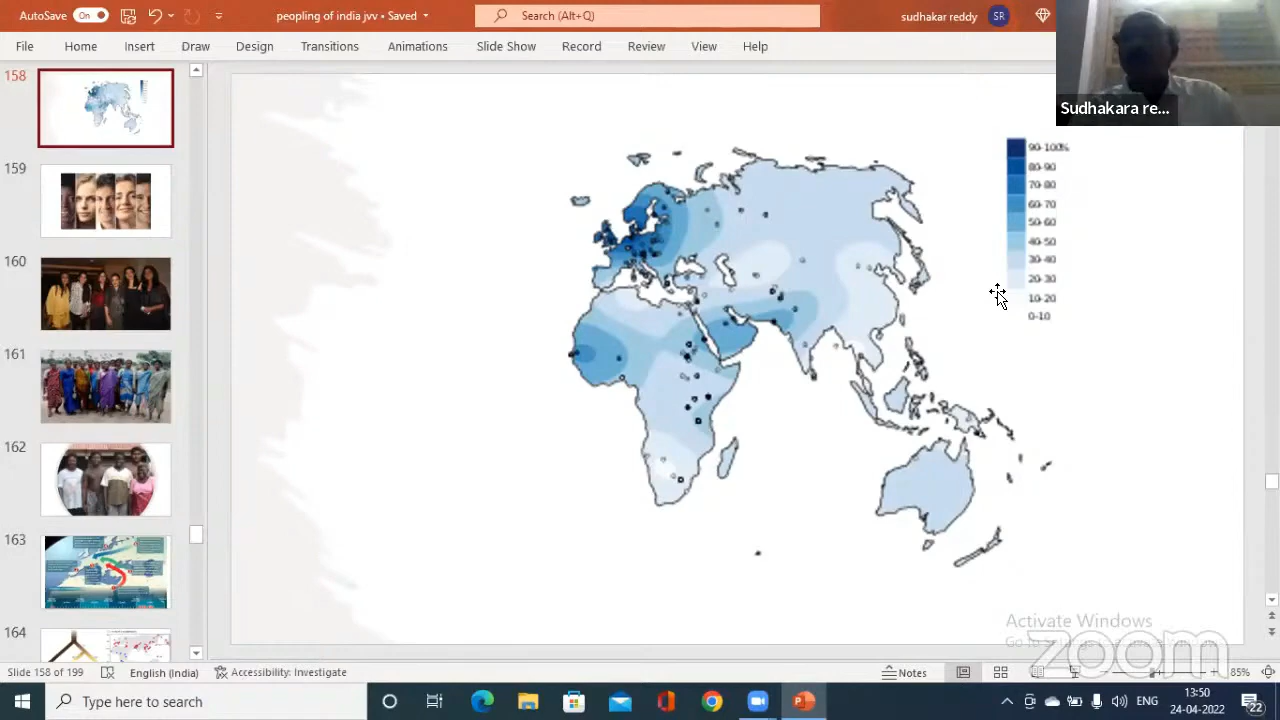 AutoSave On peopling of india jvv • Saved Search (Alt+Q) sudhakar reddy SR
File Home Insert Draw Design Transitions Animations Slide Show Record Review View Help
Sudhakara re...
158
159
160
161
162
163
164
90-100%
80-90
70-80
60-70
50-60
40-50
30-40
20-30
10-20
0-10
Activate Windows
zoom
Slide 158 of 199 English (India) Accessibility: Investigate Notes 85%
Type here to search ENG 13:50
24-04-2022 22